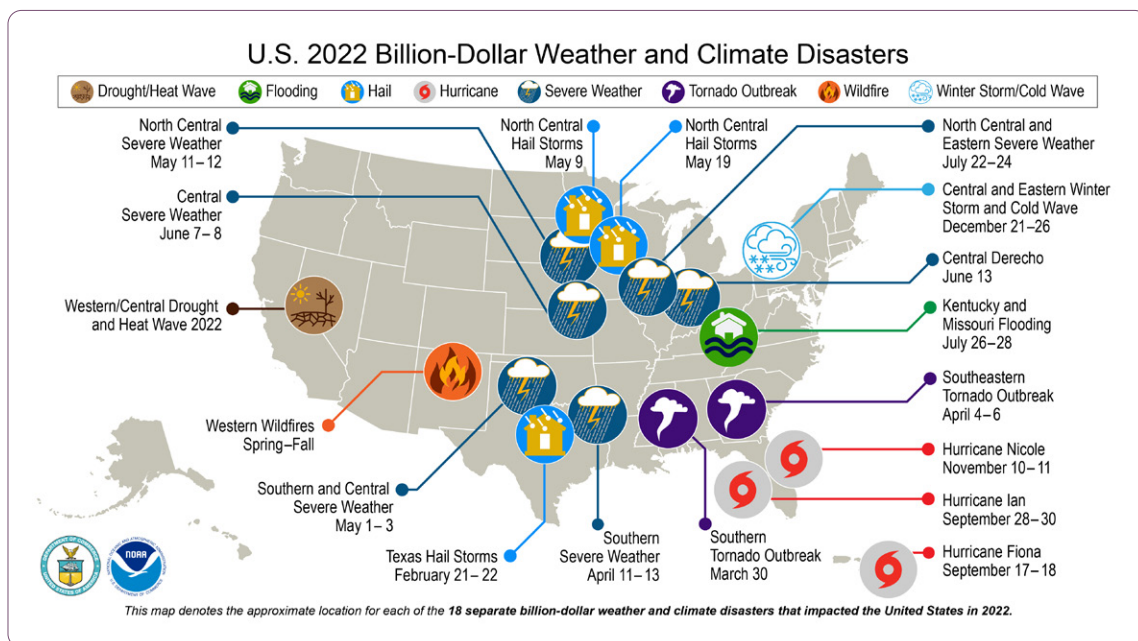 U.S. 2022 Billion-Dollar Weather and Climate Disasters
Drought/Heat Wave
Flooding
Hail
Hurricane
Severe Weather
Tornado Outbreak
Wildfire
Winter Storm/Cold Wave
North Central
Severe Weather
May 11–12
North Central
Hail Storms
May 9
North Central
Hail Storms
May 19
North Central and
Eastern Severe Weather
July 22–24
Central
Severe Weather
June 7–8
Central and Eastern Winter
Storm and Cold Wave
December 21–26
Central Derecho
June 13
Western/Central Drought
and Heat Wave 2022
Kentucky and
Missouri Flooding
July 26–28
Southeastern
Tornado Outbreak
April 4–6
Western Wildfires
Spring–Fall
Hurricane Nicole
November 10–11
Southern and Central
Severe Weather
May 1–3
Hurricane Ian
September 28–30
Texas Hail Storms
February 21–22
Southern
Severe Weather
April 11–13
Southern
Tornado Outbreak
March 30
Hurricane Fiona
September 17–18
NOAA
This map denotes the approximate location for each of the 18 separate billion-dollar weather and climate disasters that impacted the United States in 2022.